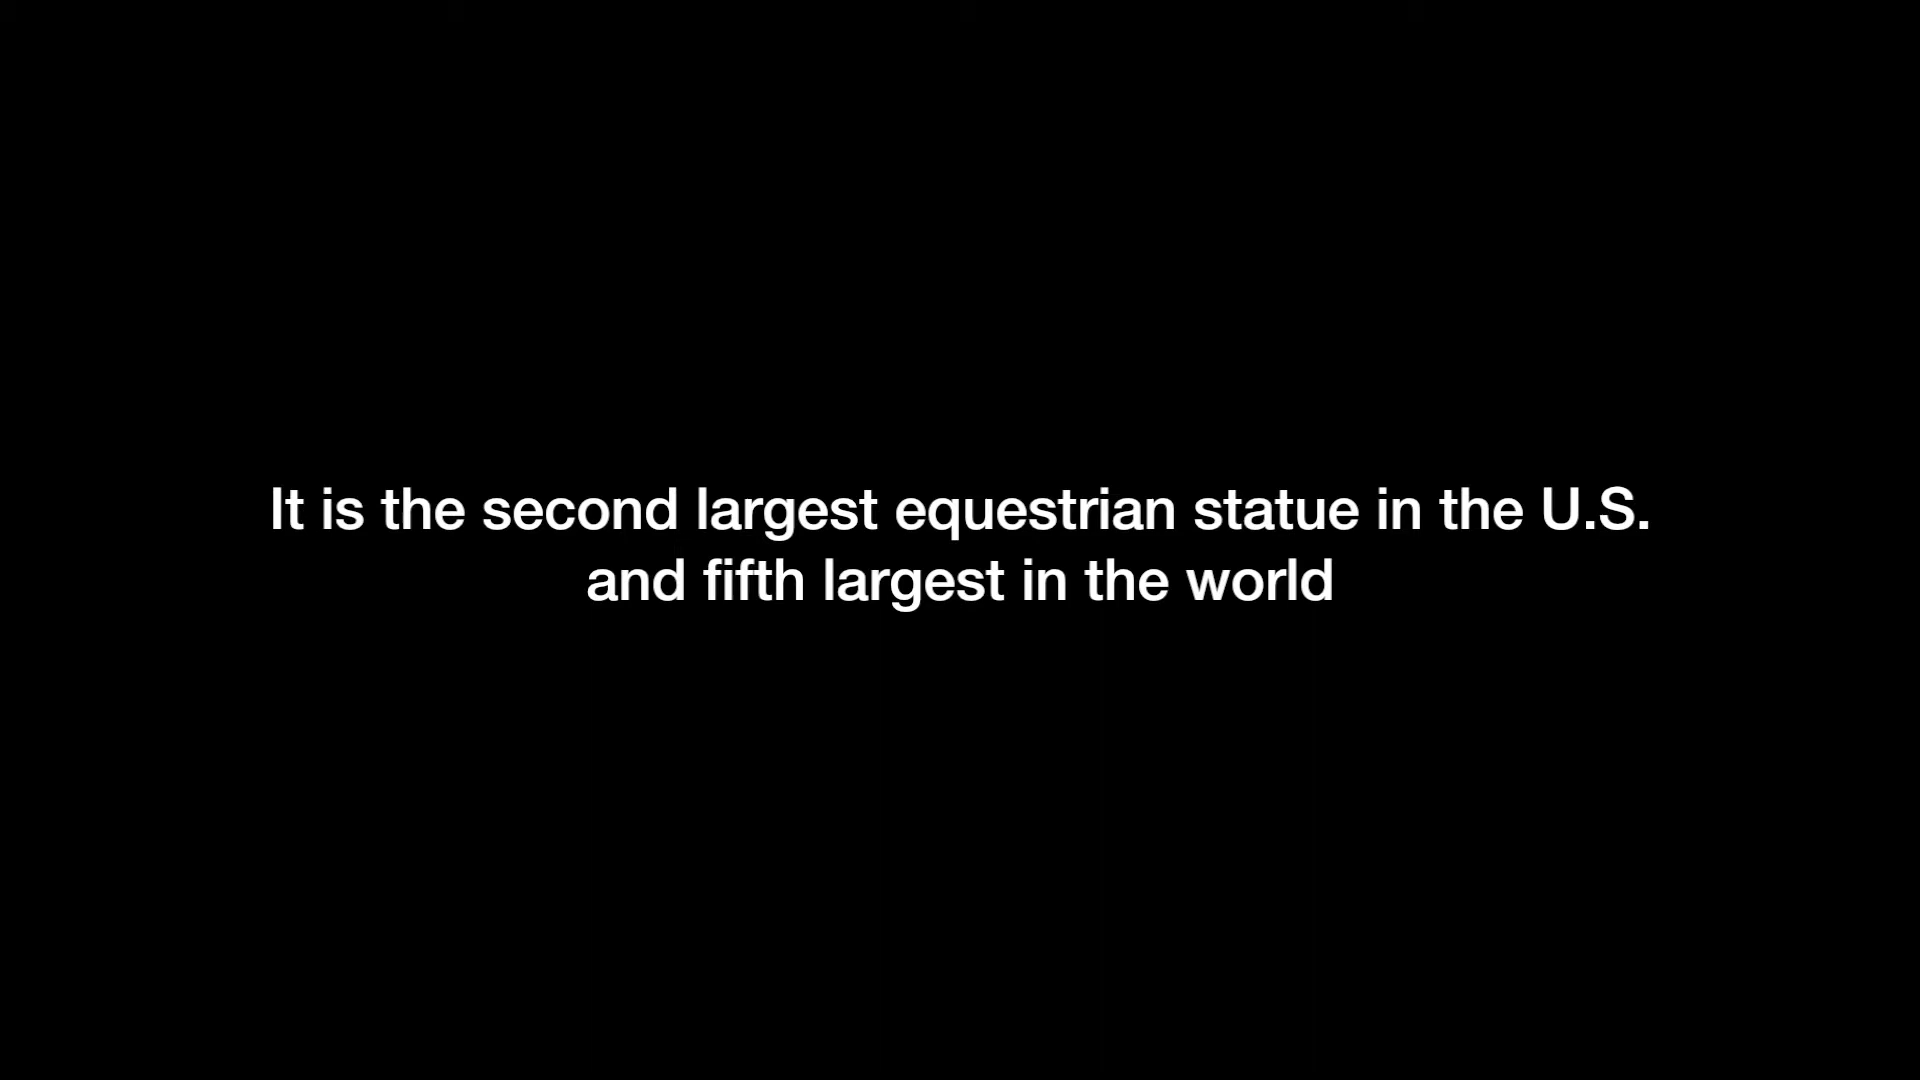 It is the second largest equestrian statue in the U.S.
and fifth largest in the world